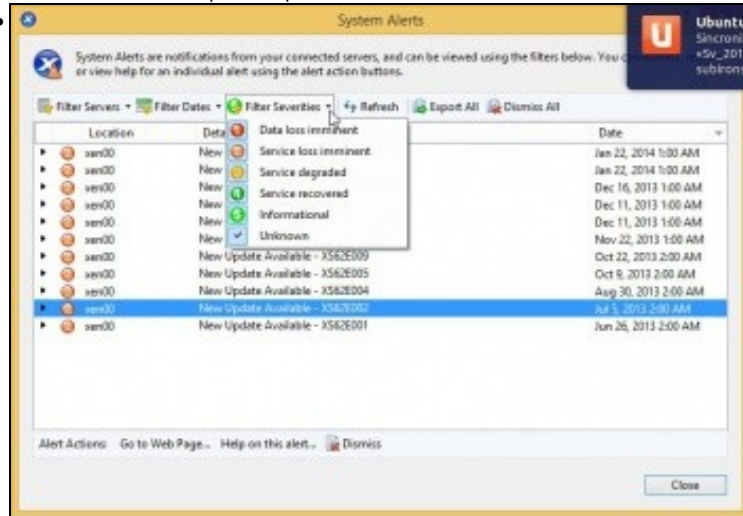 System Alerts
Ubuntu
Sincroni
«Sv_201
subirons
System Alerts are notifications from your connected servers, and can be viewed using the filters below. You
or view help for an individual alert using the alert action buttons.
Filter Servers Filter Dates Filter Severities Refresh Export All Dismiss All
Location Deta Date
Data loss imminent
Service loss imminent
Service degraded
Service recovered
Informational
Unknown
xen00 New Jan 22, 2014 1:00 AM
xen00 New Jan 22, 2014 1:00 AM
xen00 New Dec 16, 2013 1:00 AM
xen00 New Dec 11, 2013 1:00 AM
xen00 New Dec 11, 2013 1:00 AM
xen00 New Nov 22, 2013 1:00 AM
xen00 New Update Available - XS62E009 Oct 22, 2013 2:00 AM
xen00 New Update Available - XS62E005 Oct 9, 2013 2:00 AM
xen00 New Update Available - XS62E004 Aug 30, 2013 2:00 AM
xen00 New Update Available - XS62E002 Jul 5, 2013 2:00 AM
xen00 New Update Available - XS62E001 Jun 26, 2013 2:00 AM
Alert Actions: Go to Web Page... Help on this alert... Dismiss
Close